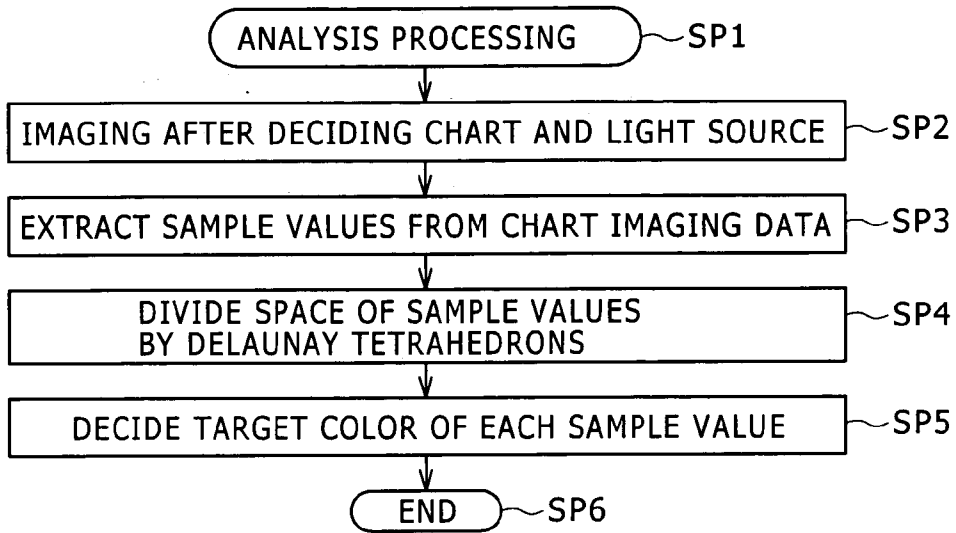 ANALYSIS PROCESSING SP1
IMAGING AFTER DECIDING CHART AND LIGHT SOURCE SP2
EXTRACT SAMPLE VALUES FROM CHART IMAGING DATA SP3
DIVIDE SPACE OF SAMPLE VALUES SP4
BY DELAUNAY TETRAHEDRONS
DECIDE TARGET COLOR OF EACH SAMPLE VALUE SP5
END SP6